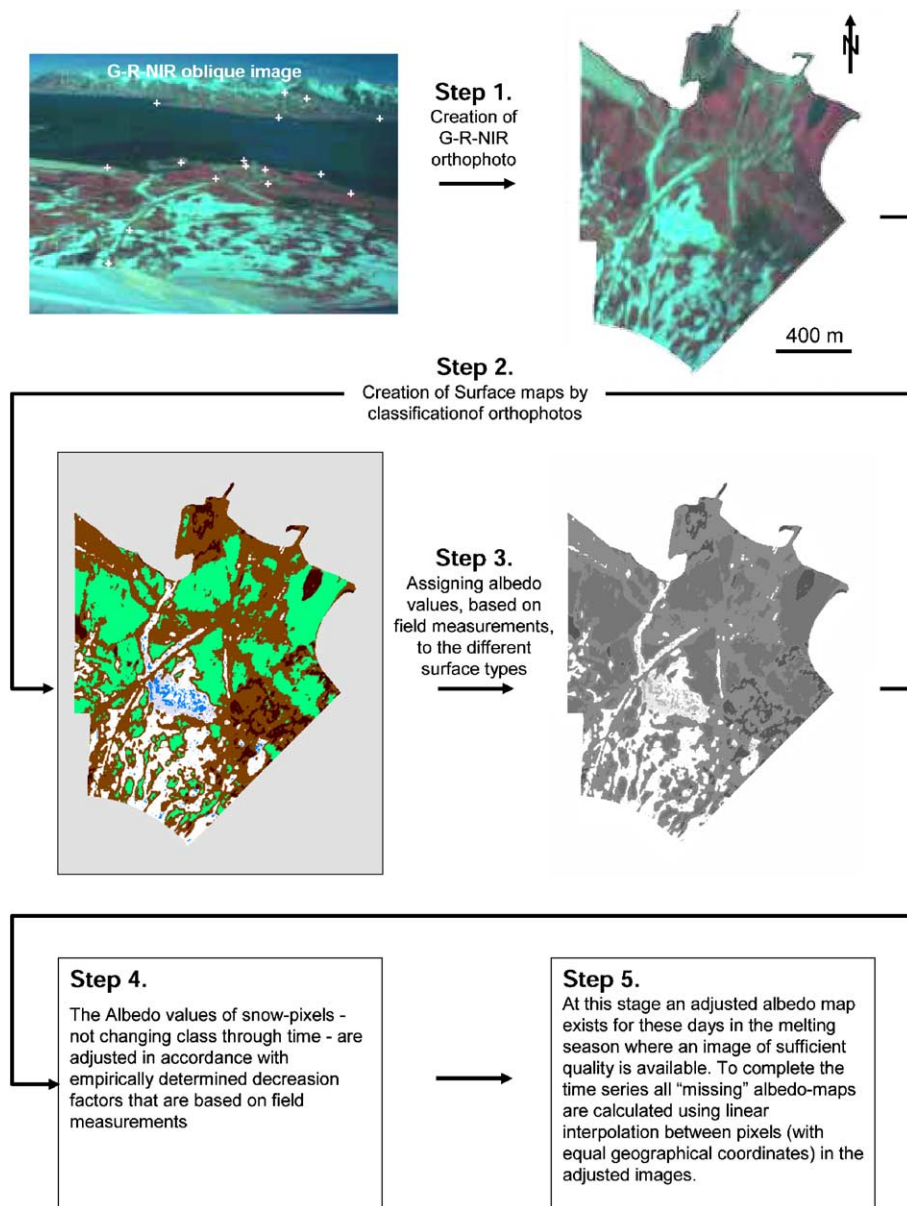 G-R-NIR oblique image
Step 1.
Creation of
G-R-NIR
orthophoto
N
400 m
Step 2.
Creation of Surface maps by
classificationof orthophotos
Step 3.
Assigning albedo
values, based on
field measurements,
to the different
surface types
Step 4.
The Albedo values of snow-pixels -
not changing class through time - are
adjusted in accordance with
empirically determined decreasion
factors that are based on field
measurements
Step 5.
At this stage an adjusted albedo map
exists for these days in the melting
season where an image of sufficient
quality is available. To complete the
time series all “missing” albedo-maps
are calculated using linear
interpolation between pixels (with
equal geographical coordinates) in the
adjusted images.